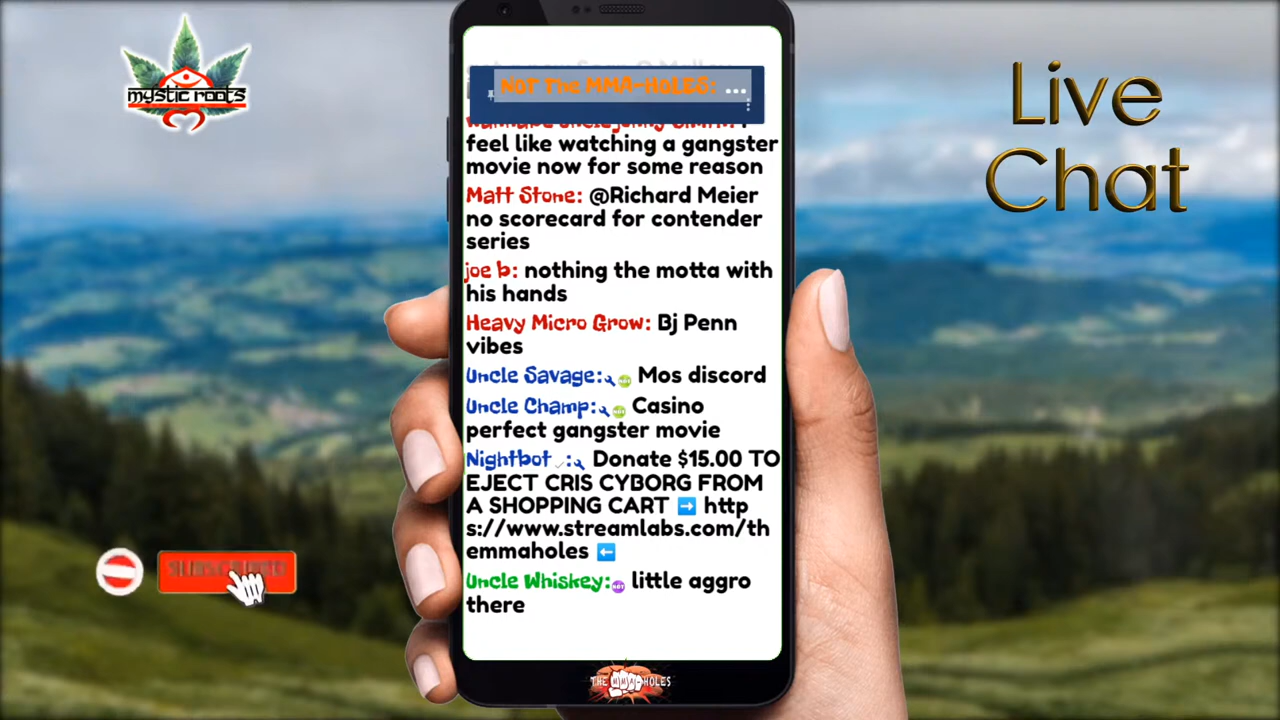 mystic roots
Live
Chat
NOT The MMA-HOLES: ...
feel like watching a gangster
movie now for some reason
Matt Stone: @Richard Meier
no scorecard for contender
series
joe b: nothing the motta with
his hands
Heavy Micro Grow: Bj Penn
vibes
Uncle Savage: Mos discord
Uncle Champ: Casino
perfect gangster movie
Nightbot : Donate $15.00 TO
EJECT CRIS CYBORG FROM
A SHOPPING CART ➡️ http
s://www.streamlabs.com/th
emmaholes ⬅️
Uncle Whiskey: little aggro
there
THE MMA-HOLES